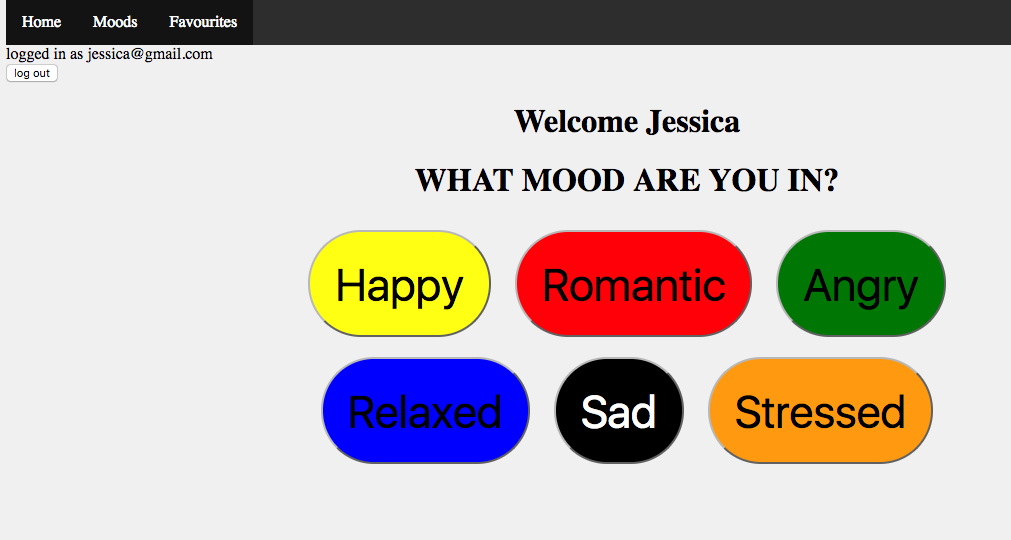 Home Moods Favourites
logged in as jessica@gmail.com
log out
Welcome Jessica
WHAT MOOD ARE YOU IN?
Happy Romantic Angry
Relaxed Sad Stressed